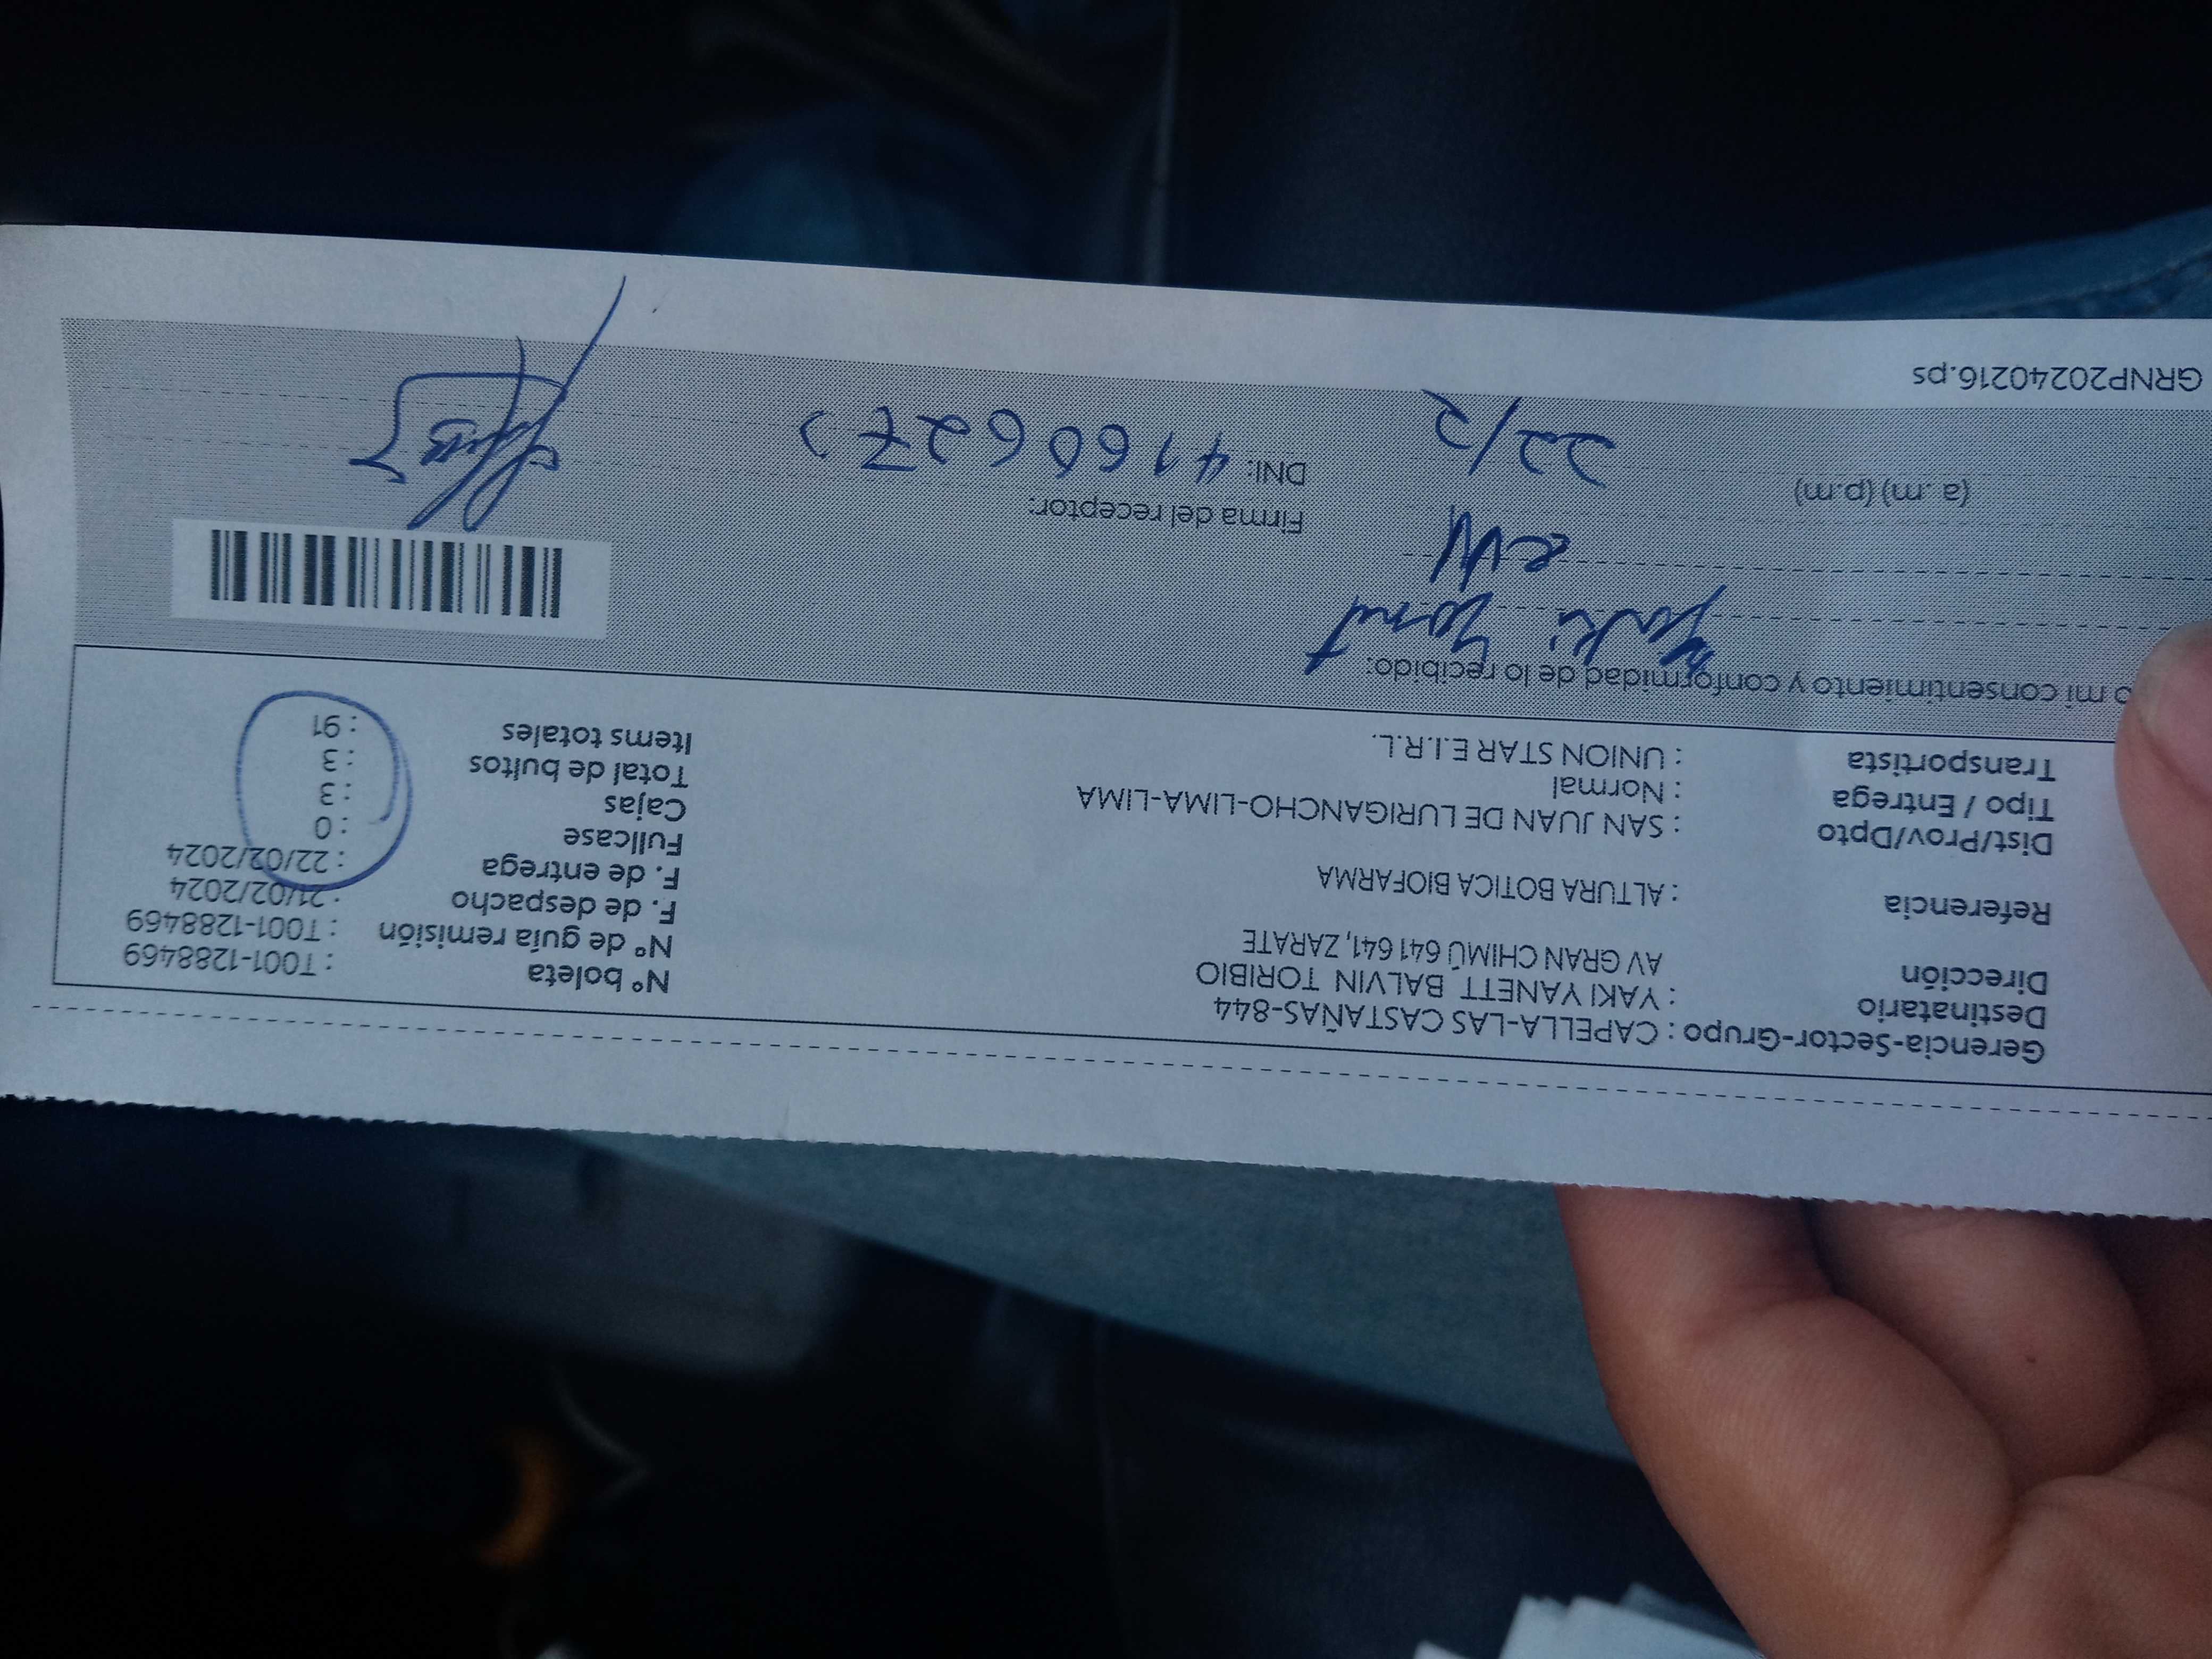 Gerencia-Sector-Grupo : CAPELLA-LAS CASTAÑAS-844
Destinatario : YAKI YANETT BALVIN TORIBIO
Dirección AV GRAN CHIMÚ 641 641, ZARATE
Referencia : ALTURA BOTICA BIOFARMA
Dist/Prov/Dpto : SAN JUAN DE LURIGANCHO-LIMA-LIMA
Tipo / Entrega : Normal
Transportista : UNION STAR E.I.R.L.
N° boleta : T001-1288469
N° de guía remisión : T001-1288469
F. de despacho : 21/02/2024
F. de entrega : 22/02/2024
Fullcase : 0
Cajas : 3
Total de bultos : 3
Items totales : 91
mi consentimiento y conformidad de lo recibido:
Yaki
(a .m) (p.m)
22/2
Firma del receptor:
DNI: 41606627
GRNP20240216.ps